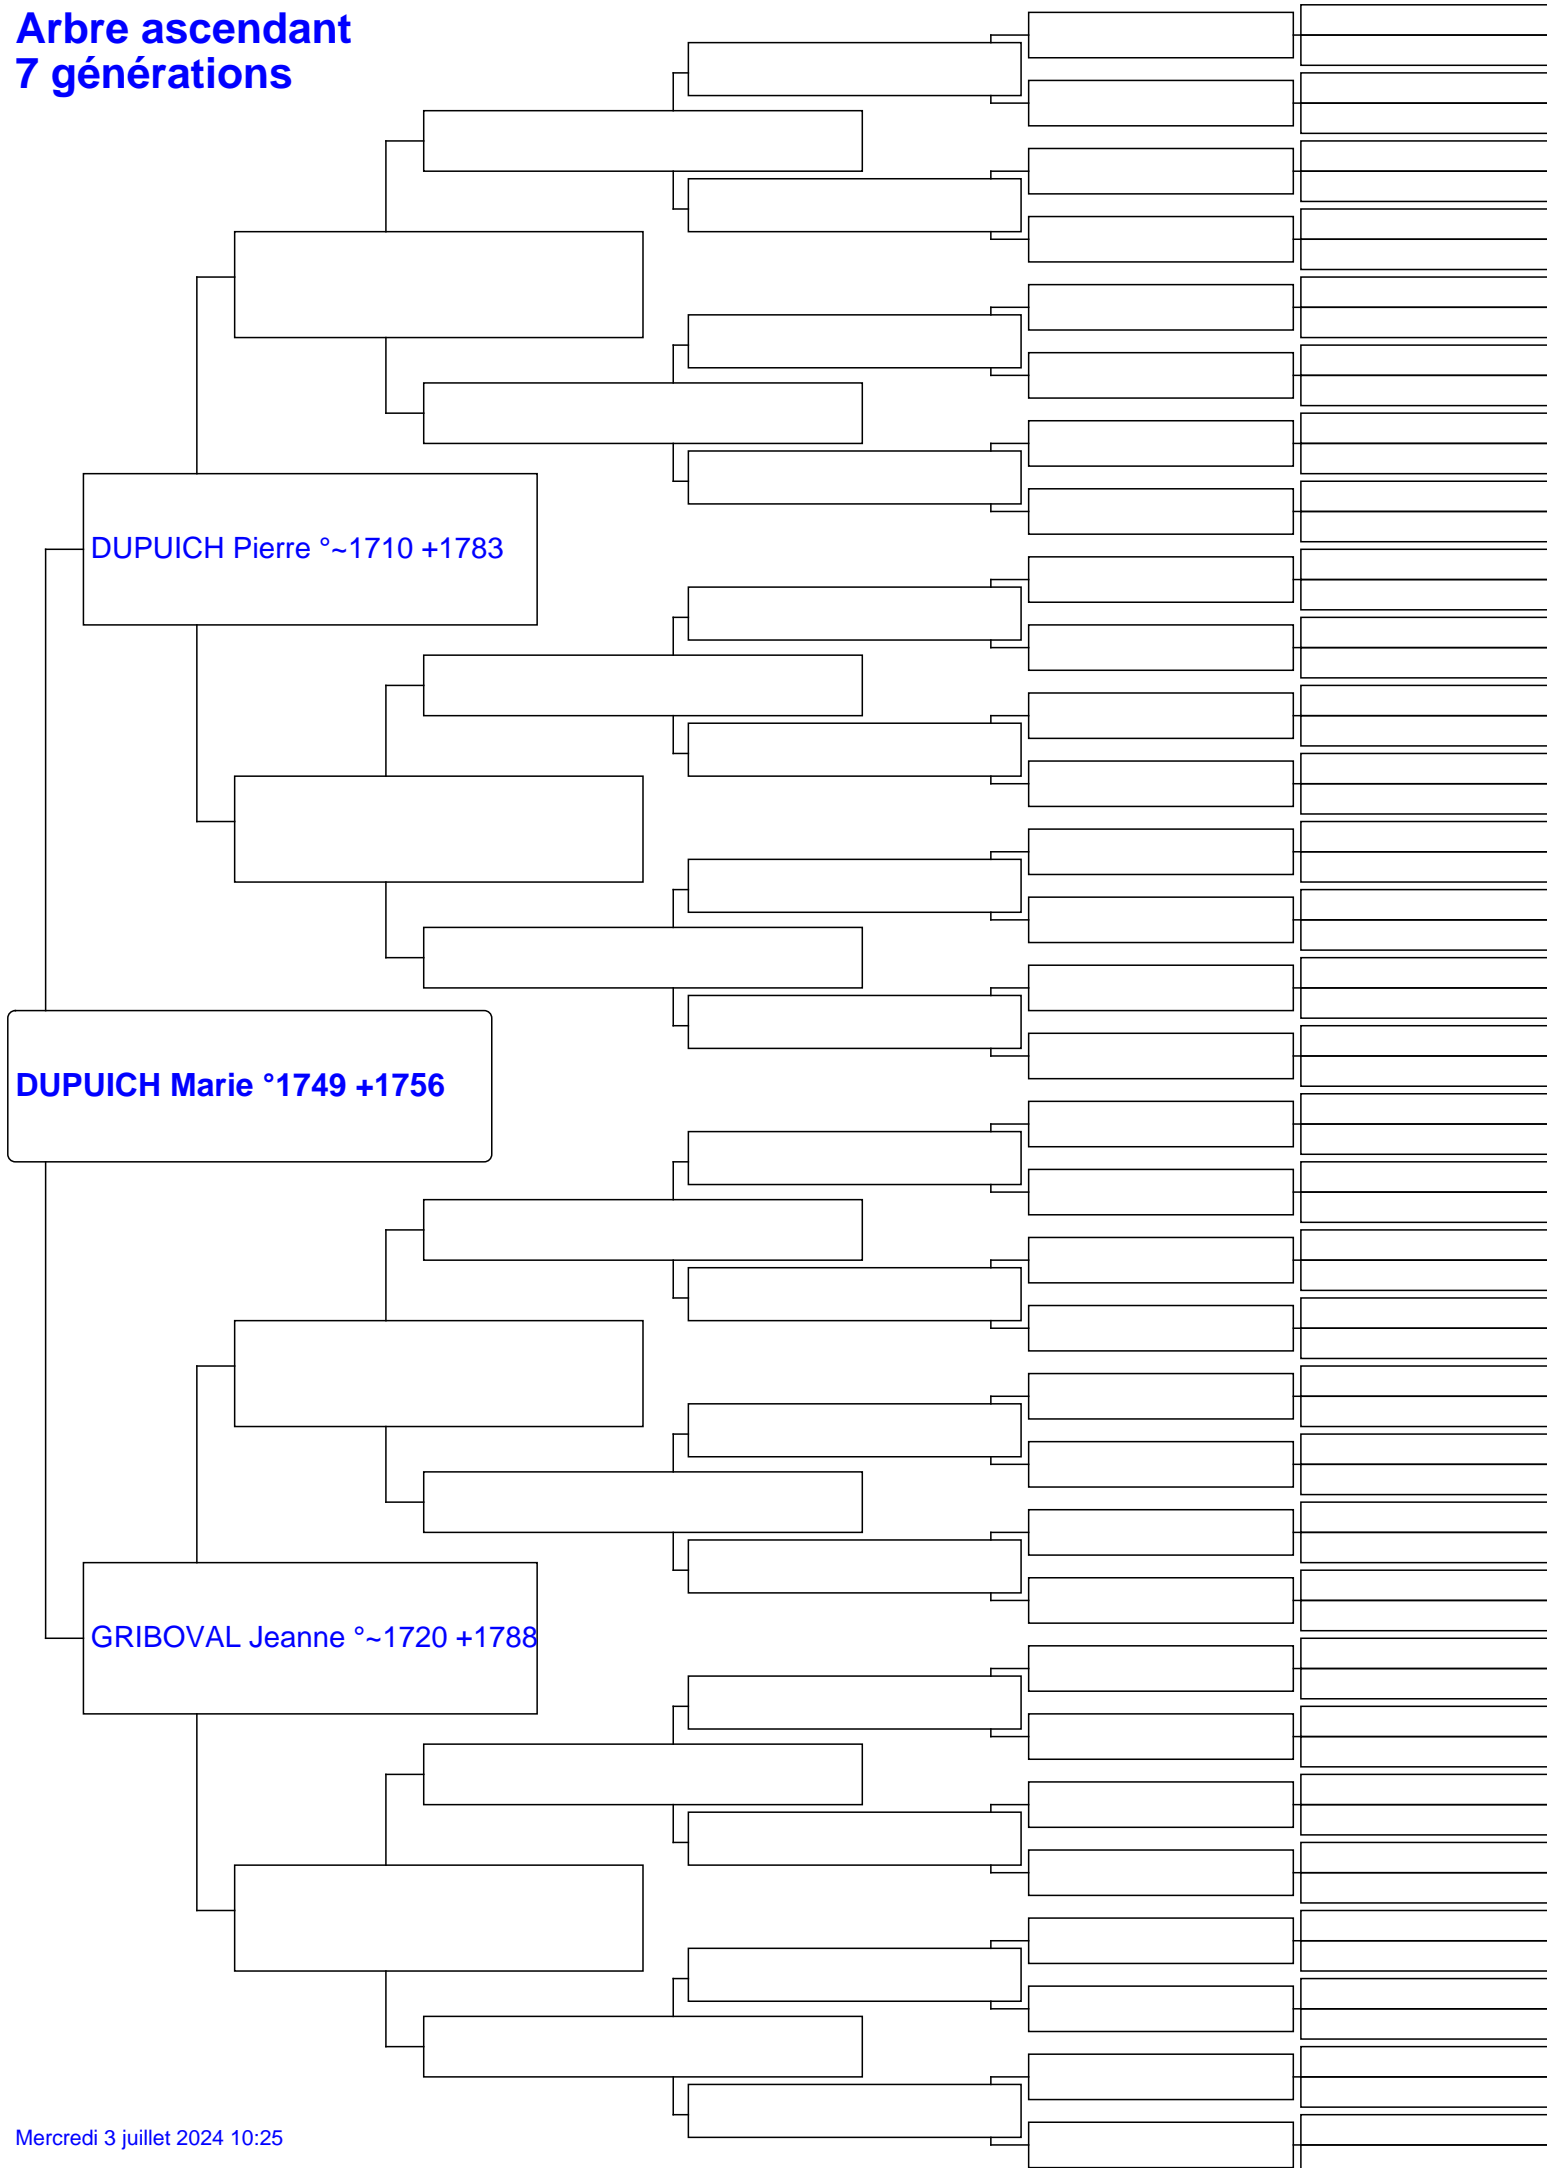 Arbre ascendant
7 générations
DUPUICH Pierre °~1710 +1783
DUPUICH Marie °1749 +1756
GRIBOVAL Jeanne °~1720 +1788
Mercredi 3 juillet 2024 10:25